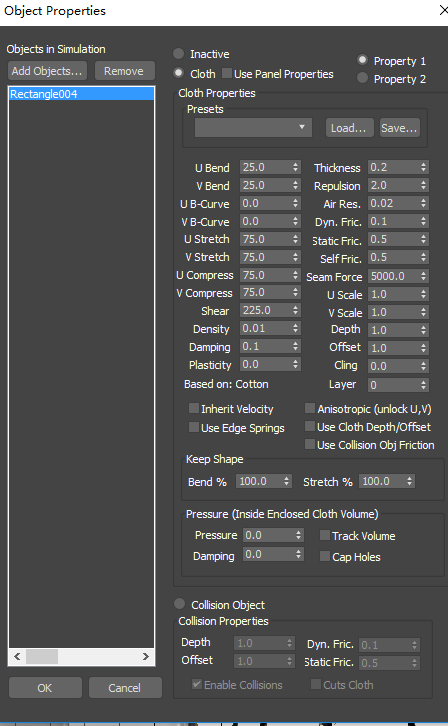 Object Properties
Objects in Simulation
Add Objects... Remove
Rectangle004
OK Cancel
Inactive
Cloth Use Panel Properties
Property 1
Property 2
Cloth Properties
Presets
Load... Save...
U Bend 25.0 Thickness 0.2
V Bend 25.0 Repulsion 2.0
U B-Curve 0.0 Air Res. 0.02
V B-Curve 0.0 Dyn. Fric. 0.1
U Stretch 75.0 Static Fric. 0.5
V Stretch 75.0 Self Fric. 0.5
U Compress 75.0 Seam Force 5000.0
V Compress 75.0 U Scale 1.0
Shear 225.0 V Scale 1.0
Density 0.01 Depth 1.0
Damping 0.1 Offset 1.0
Plasticity 0.0 Cling 0.0
Based on: Cotton Layer 0
Inherit Velocity Anisotropic (unlock U,V)
Use Edge Springs Use Cloth Depth/Offset
Use Collision Obj Friction
Keep Shape
Bend % 100.0 Stretch % 100.0
Pressure (Inside Enclosed Cloth Volume)
Pressure 0.0 Track Volume
Damping 0.0 Cap Holes
Collision Object
Collision Properties
Depth 1.0 Dyn. Fric. 0.1
Offset 1.0 Static Fric. 0.5
Enable Collisions Cuts Cloth